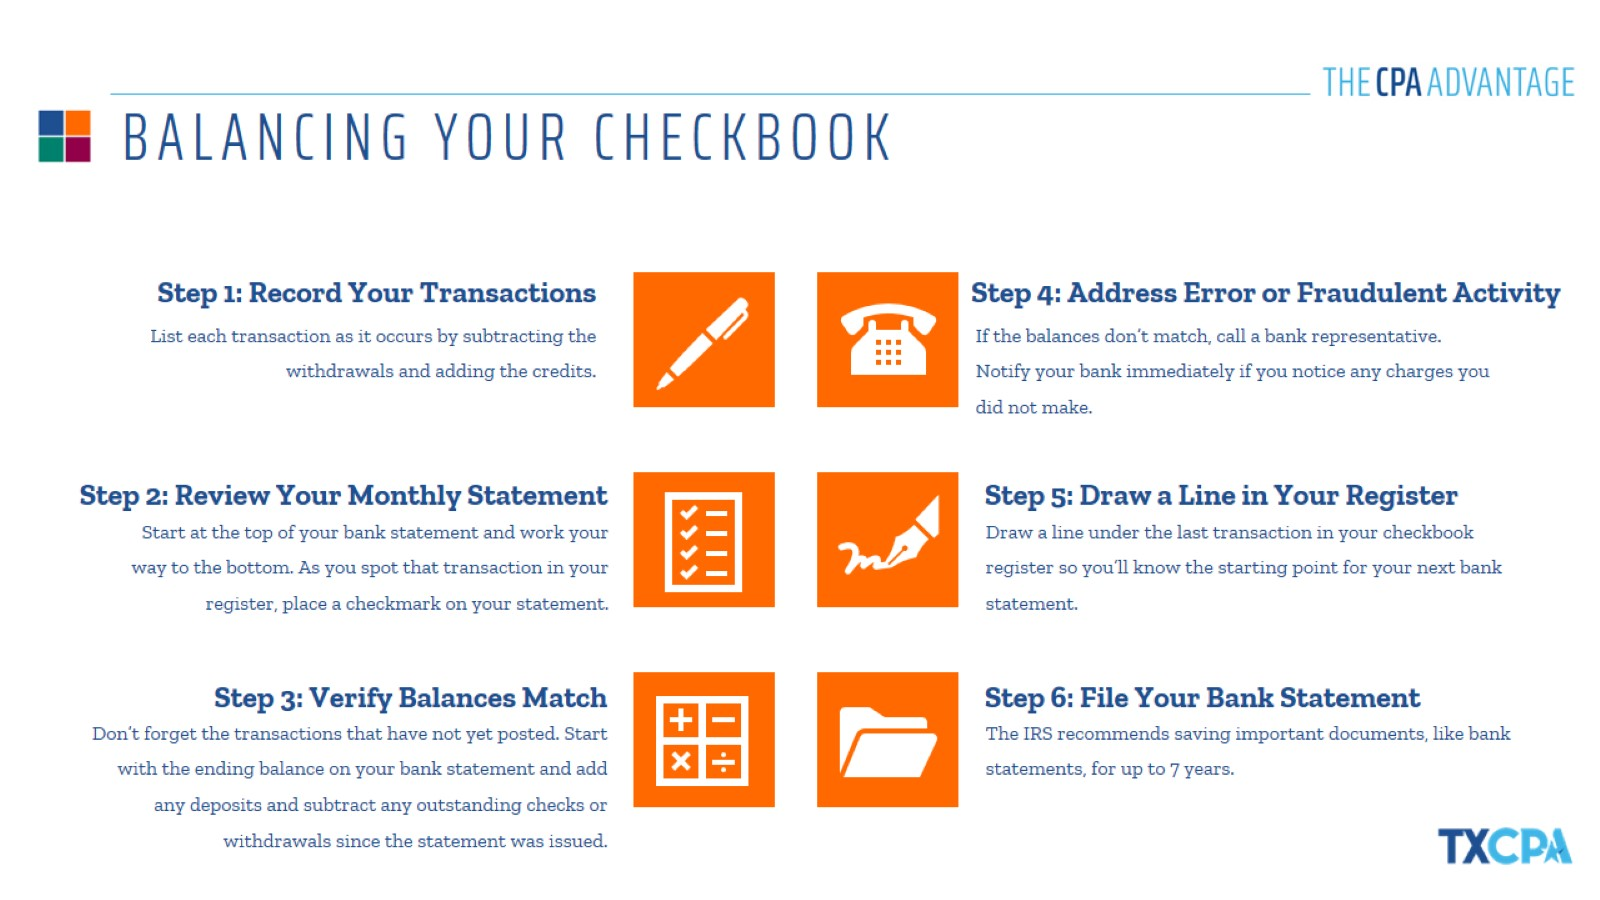 THE CPA ADVANTAGE
BALANCING YOUR CHECKBOOK
Step 1: Record Your Transactions
List each transaction as it occurs by subtracting the
withdrawals and adding the credits.
Step 2: Review Your Monthly Statement
Start at the top of your bank statement and work your
way to the bottom. As you spot that transaction in your
register, place a checkmark on your statement.
Step 3: Verify Balances Match
Don’t forget the transactions that have not yet posted. Start
with the ending balance on your bank statement and add
any deposits and subtract any outstanding checks or
withdrawals since the statement was issued.
Step 4: Address Error or Fraudulent Activity
If the balances don’t match, call a bank representative.
Notify your bank immediately if you notice any charges you
did not make.
Step 5: Draw a Line in Your Register
Draw a line under the last transaction in your checkbook
register so you’ll know the starting point for your next bank
statement.
Step 6: File Your Bank Statement
The IRS recommends saving important documents, like bank
statements, for up to 7 years.
TXCPA